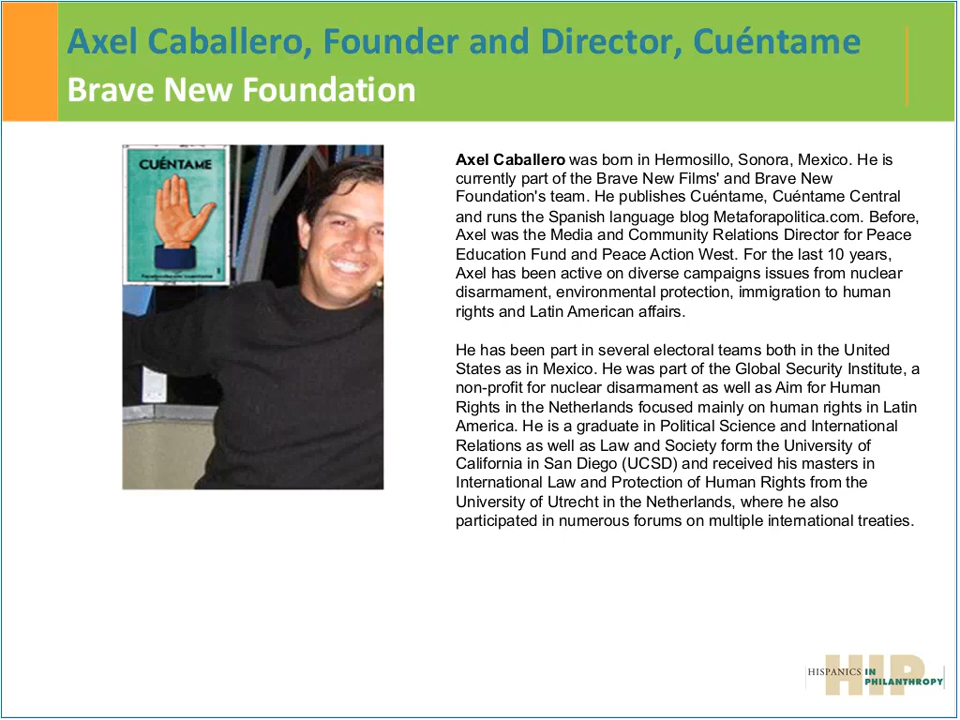 Axel Caballero, Founder and Director, Cuéntame
Brave New Foundation
CUÉNTAME
Facebook.com/cuentame
Axel Caballero was born in Hermosillo, Sonora, Mexico. He is
currently part of the Brave New Films' and Brave New
Foundation's team. He publishes Cuéntame, Cuéntame Central
and runs the Spanish language blog Metaforapolitica.com. Before,
Axel was the Media and Community Relations Director for Peace
Education Fund and Peace Action West. For the last 10 years,
Axel has been active on diverse campaigns issues from nuclear
disarmament, environmental protection, immigration to human
rights and Latin American affairs.
He has been part in several electoral teams both in the United
States as in Mexico. He was part of the Global Security Institute, a
non-profit for nuclear disarmament as well as Aim for Human
Rights in the Netherlands focused mainly on human rights in Latin
America. He is a graduate in Political Science and International
Relations as well as Law and Society form the University of
California in San Diego (UCSD) and received his masters in
International Law and Protection of Human Rights from the
University of Utrecht in the Netherlands, where he also
participated in numerous forums on multiple international treaties.
HIP
HISPANICS IN
PHILANTHROPY